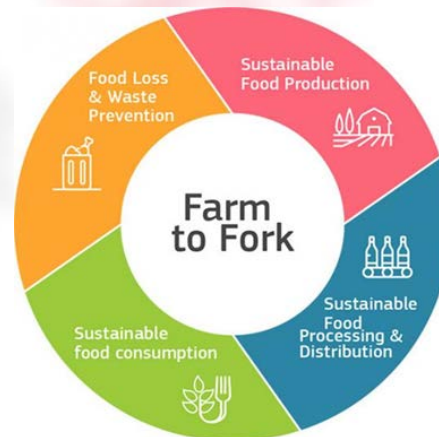 Food Loss
& Waste
Prevention
Sustainable
Food Production
Farm
to Fork
Sustainable
Food
Processing &
Distribution
Sustainable
food consumption